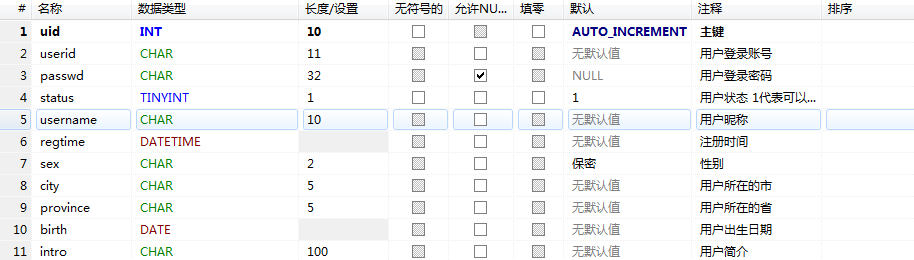 # 名称 数据类型 长度/设置 无符号的 允许NU... 填零 默认 注释 排序
1 uid INT 10 AUTO_INCREMENT 主键
2 userid CHAR 11 无默认值 用户登录账号
3 passwd CHAR 32 NULL 用户登录密码
4 status TINYINT 1 1 用户状态 1代表可以...
5 username CHAR 10 无默认值 用户昵称
6 regtime DATETIME 无默认值 注册时间
7 sex CHAR 2 保密 性别
8 city CHAR 5 无默认值 用户所在的市
9 province CHAR 5 无默认值 用户所在的省
10 birth DATE 无默认值 用户出生日期
11 intro CHAR 100 无默认值 用户简介